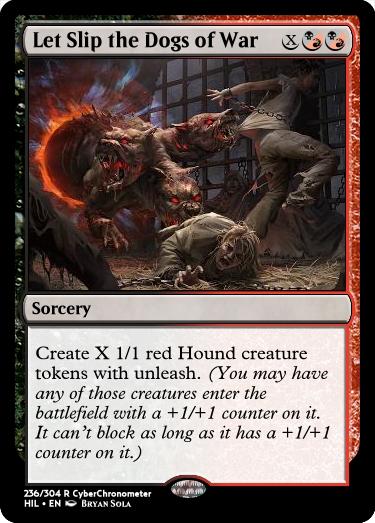 Let Slip the Dogs of War X
Sorcery
Create X 1/1 red Hound creature
tokens with unleash. (You may have
any of those creatures enter the
battlefield with a +1/+1 counter on it.
It can't block as long as it has a +1/+1
counter on it.)
236/304 R CyberChronometer
HIL • EN Bryan Sola